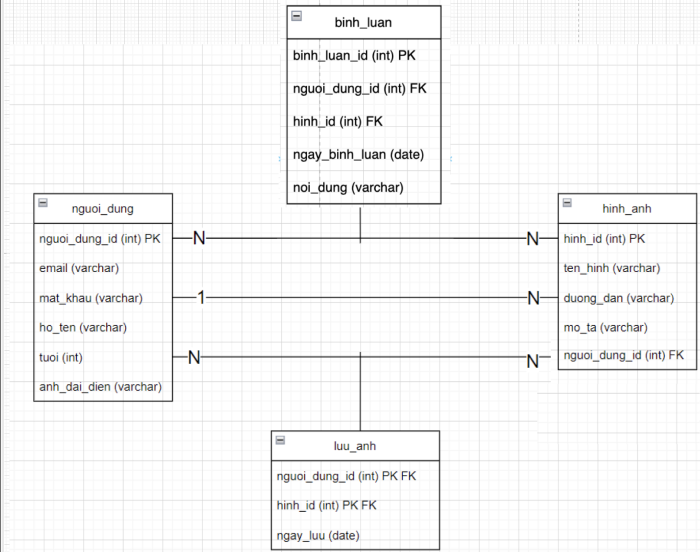 binh_luan
binh_luan_id (int) PK
nguoi_dung_id (int) FK
hinh_id (int) FK
ngay_binh_luan (date)
noi_dung (varchar)
nguoi_dung
nguoi_dung_id (int) PK
email (varchar)
mat_khau (varchar)
ho_ten (varchar)
tuoi (int)
anh_dai_dien (varchar)
N
N
1
N
N
N
hinh_anh
hinh_id (int) PK
ten_hinh (varchar)
duong_dan (varchar)
mo_ta (varchar)
nguoi_dung_id (int) FK
luu_anh
nguoi_dung_id (int) PK FK
hinh_id (int) PK FK
ngay_luu (date)